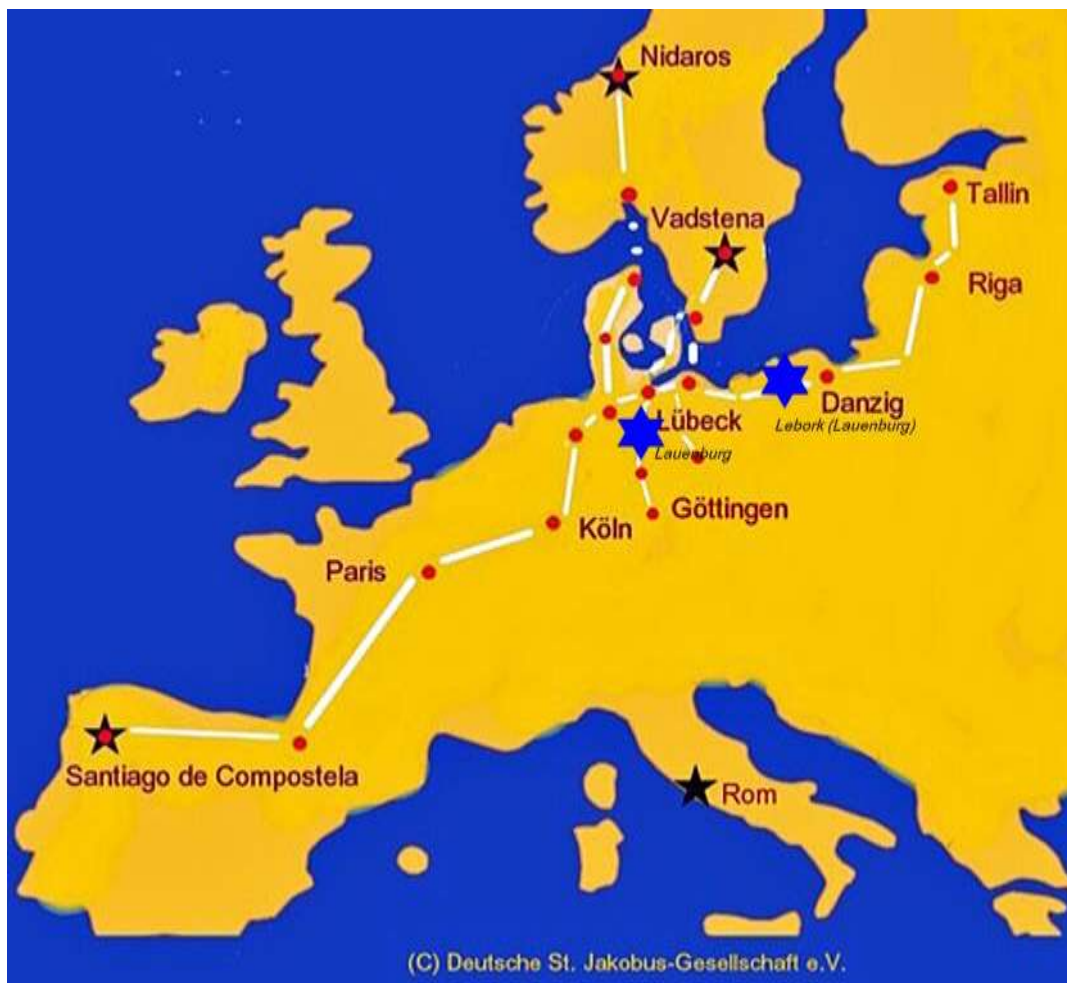 Nidaros
Tallin
Vadstena
Riga
Danzig
Lübeck
Lebork (Lauenburg)
Lauenburg
Göttingen
Köln
Paris
Santiago de Compostela
Rom
(C) Deutsche St. Jakobus-Gesellschaft e.V.